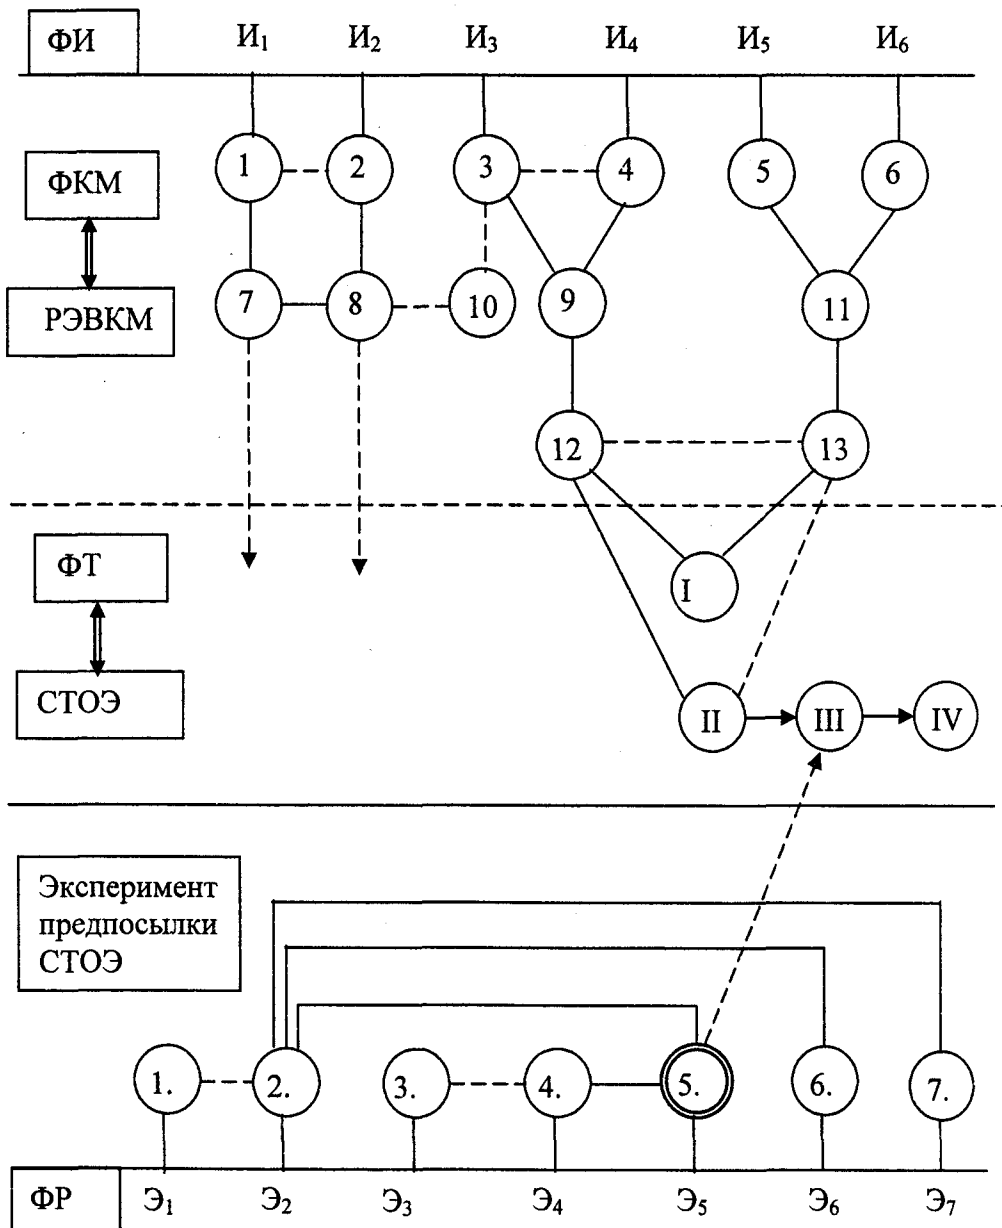 ФИ И₁ И₂ И₃ И₄ И₅ И₆
1 2 3 4 5 6
ФКМ
РЭВКМ 7 8 10 9 11
12 13
ФТ
I
СТОЭ II III IV
Эксперимент
предпосылки
СТОЭ
1. 2. 3. 4. 5. 6. 7.
ФР Э₁ Э₂ Э₃ Э₄ Э₅ Э₆ Э₇